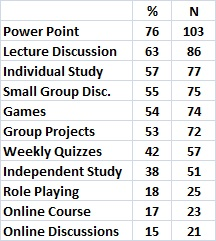 % N
Power Point 76 103
Lecture Discussion 63 86
Individual Study 57 77
Small Group Disc. 55 75
Games 54 74
Group Projects 53 72
Weekly Quizzes 42 57
Independent Study 38 51
Role Playing 18 25
Online Course 17 23
Online Discussions 15 21